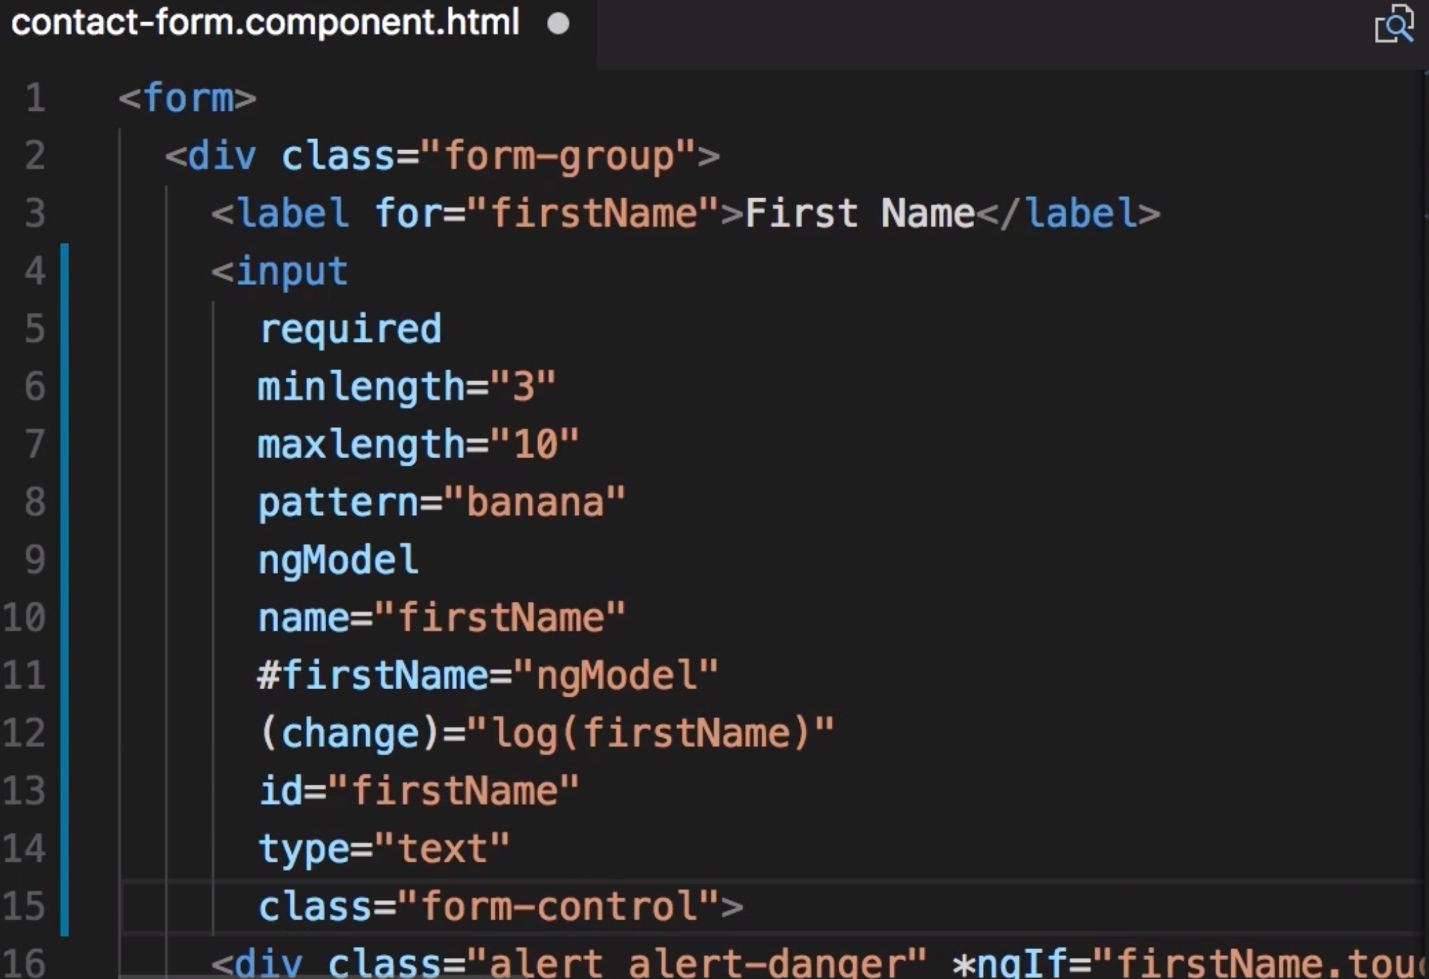 contact-form.component.html
1 <form>
2 <div class="form-group">
3 <label for="firstName">First Name</label>
4 <input
5 required
6 minlength="3"
7 maxlength="10"
8 pattern="banana"
9 ngModel
10 name="firstName"
11 #firstName="ngModel"
12 (change)="log(firstName)"
13 id="firstName"
14 type="text"
15 class="form-control">
16 <div class="alert alert-danger" *ngIf="firstName.touc